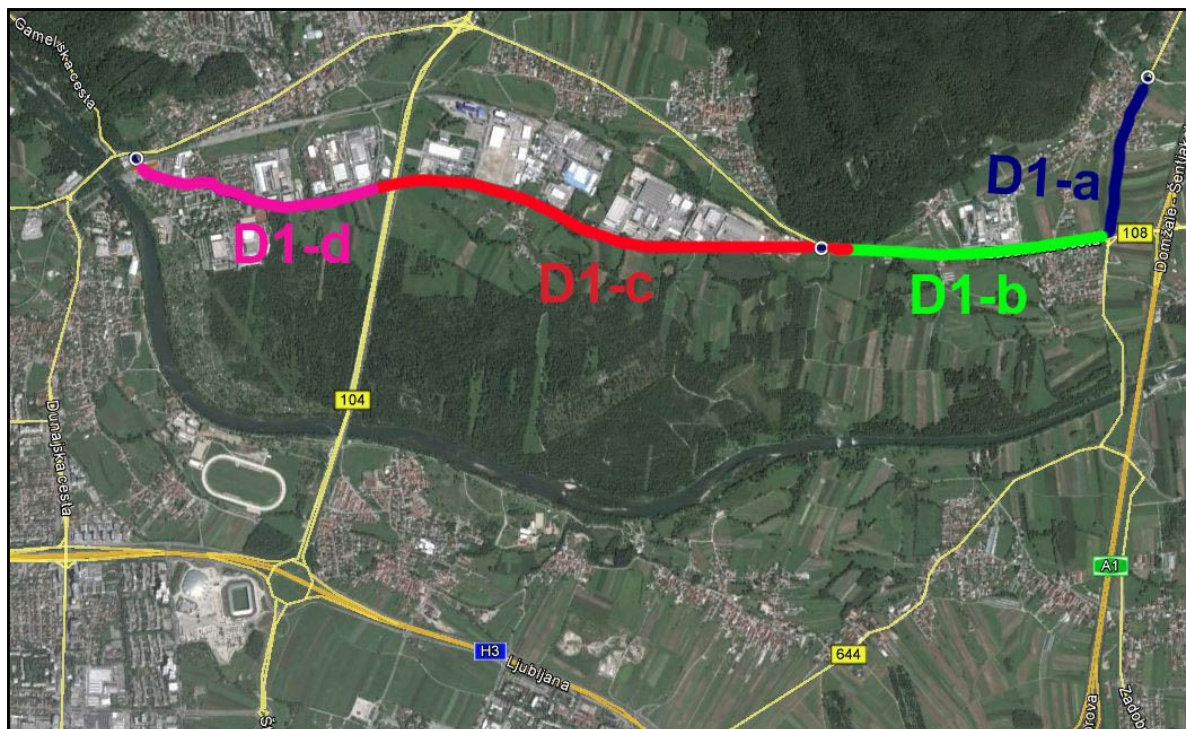 Gameljska cesta
D1-a
108
Domžale - Šentjakob
D1-d
D1-c
D1-b
104
Dunajska cesta
A1
H3
Ljubljana
644